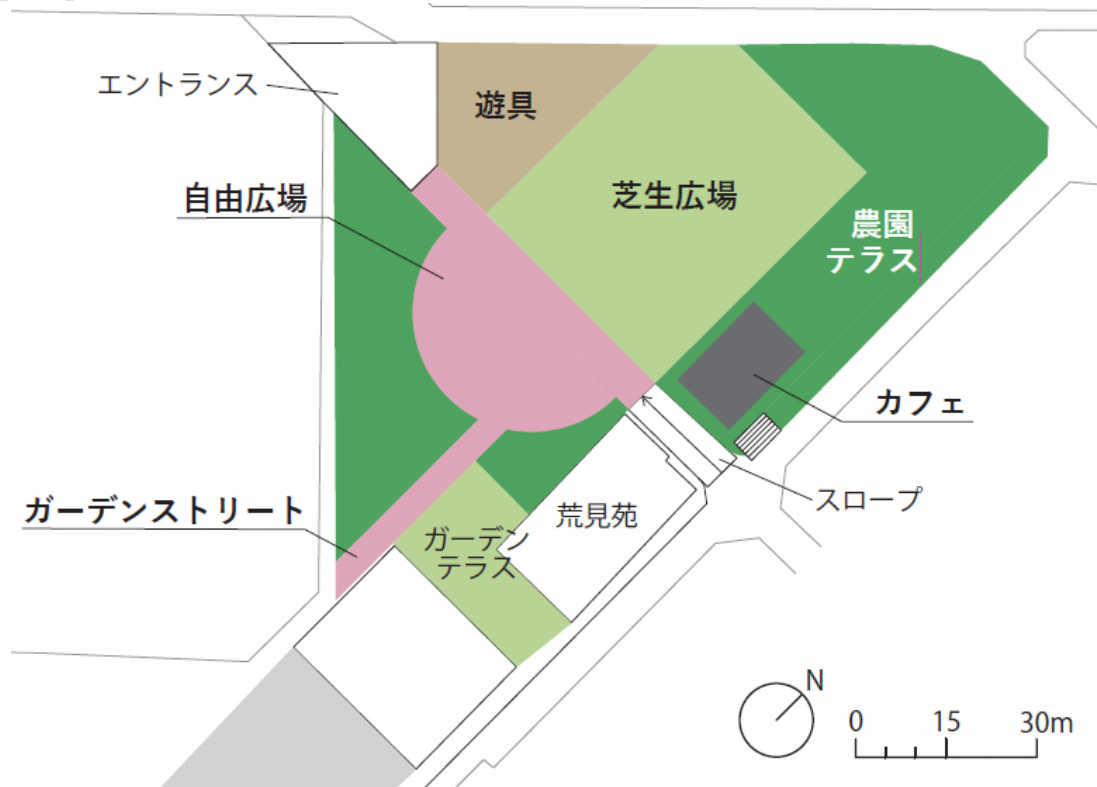 エントランス
遊具
自由広場
芝生広場
農園
テラス
カフェ
ガーデンストリート
スロープ
荒見苑
ガーデン
テラス
N
0 15 30m